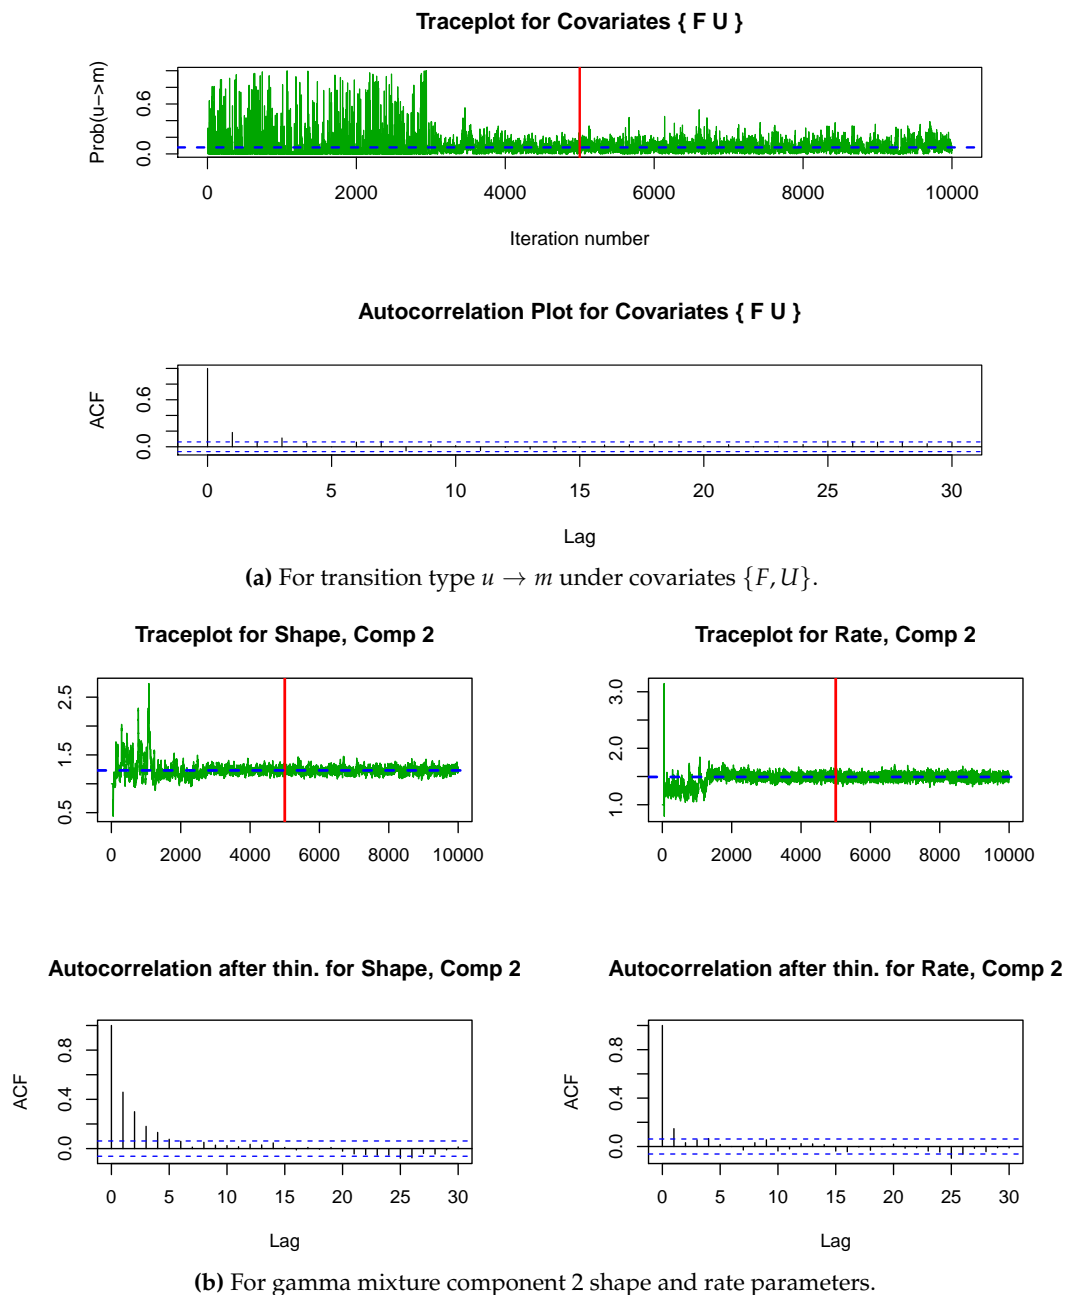 Traceplot for Covariates { F U }
Prob(u−>m)
0.6
0.0
0 2000 4000 6000 8000 10000
Iteration number
Autocorrelation Plot for Covariates { F U }
ACF
0.6
0.0
0 5 10 15 20 25 30
Lag
(a) For transition type u → m under covariates {F, U}.
Traceplot for Shape, Comp 2
2.5
1.5
0.5
0 2000 4000 6000 8000 10000
Traceplot for Rate, Comp 2
3.0
2.0
1.0
0 2000 4000 6000 8000 10000
Autocorrelation after thin. for Shape, Comp 2
ACF
0.8
0.4
0.0
0 5 10 15 20 25 30
Lag
Autocorrelation after thin. for Rate, Comp 2
ACF
0.8
0.4
0.0
0 5 10 15 20 25 30
Lag
(b) For gamma mixture component 2 shape and rate parameters.